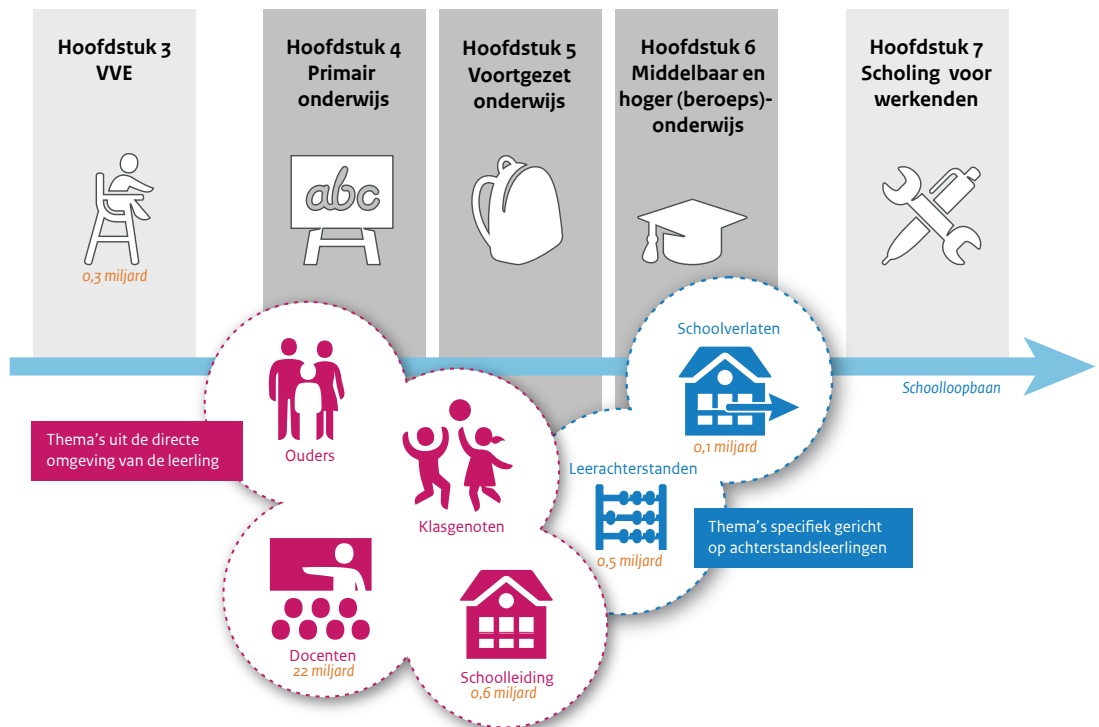 Hoofdstuk 3
VVE
0,3 miljard
Hoofdstuk 4
Primair
onderwijs
abc
Hoofdstuk 5
Voortgezet
onderwijs
Hoofdstuk 6
Middelbaar en
hoger (beroeps)-
onderwijs
Hoofdstuk 7
Scholing voor
werkenden
Schoolloopbaan
Thema's uit de directe
omgeving van de leerling
Ouders
Klasgenoten
Docenten
22 miljard
Schoolleiding
0,6 miljard
Schoolverlaten
0,1 miljard
Leerachterstanden
0,5 miljard
Thema's specifiek gericht
op achterstandsleerlingen